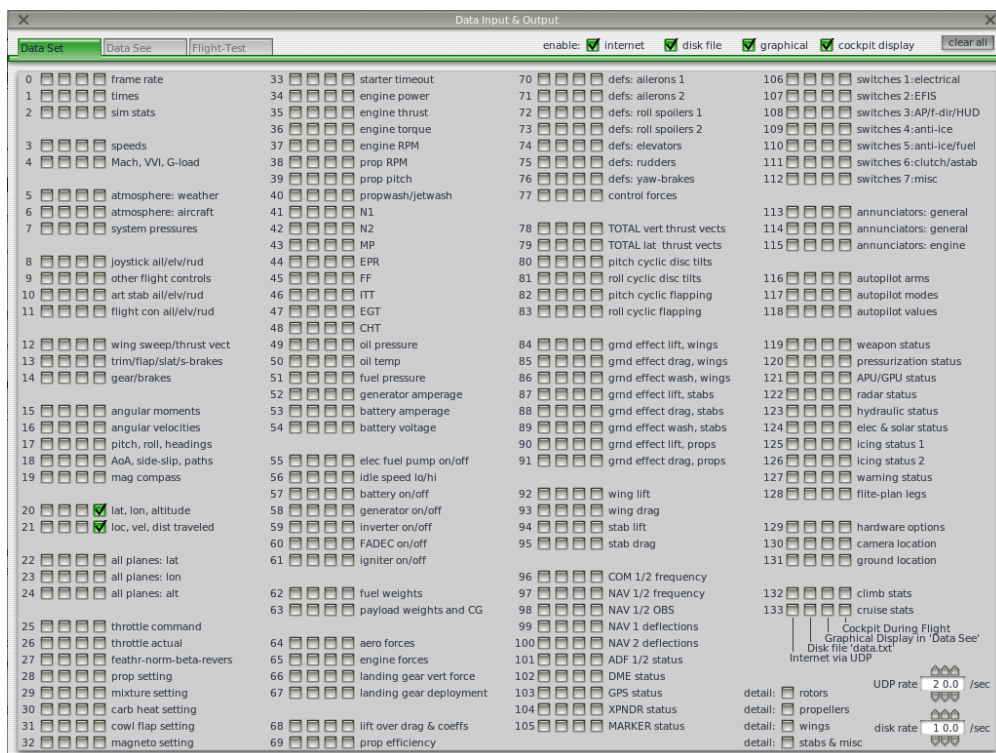 Data Input & Output
Data Set
Data See
Flight-Test
enable: internet disk file graphical cockpit display
clear all
0 frame rate
1 times
2 sim stats
3 speeds
4 Mach, VVI, G-load
5 atmosphere: weather
6 atmosphere: aircraft
7 system pressures
8 joystick ail/elv/rud
9 other flight controls
10 art stab ail/elv/rud
11 flight con ail/elv/rud
12 wing sweep/thrust vect
13 trim/flap/slat/s-brakes
14 gear/brakes
15 angular moments
16 angular velocities
17 pitch, roll, headings
18 AoA, side-slip, paths
19 mag compass
20 lat, lon, altitude
21 loc, vel, dist traveled
22 all planes: lat
23 all planes: lon
24 all planes: alt
25 throttle command
26 throttle actual
27 feathr-norm-beta-revers
28 prop setting
29 mixture setting
30 carb heat setting
31 cowl flap setting
32 magneto setting
33 starter timeout
34 engine power
35 engine thrust
36 engine torque
37 engine RPM
38 prop RPM
39 prop pitch
40 propwash/jetwash
41 N1
42 N2
43 MP
44 EPR
45 FF
46 ITT
47 EGT
48 CHT
49 oil pressure
50 oil temp
51 fuel pressure
52 generator amperage
53 battery amperage
54 battery voltage
55 elec fuel pump on/off
56 idle speed lo/hi
57 battery on/off
58 generator on/off
59 inverter on/off
60 FADEC on/off
61 igniter on/off
62 fuel weights
63 payload weights and CG
64 aero forces
65 engine forces
66 landing gear vert force
67 landing gear deployment
68 lift over drag & coeffs
69 prop efficiency
70 defs: ailerons 1
71 defs: ailerons 2
72 defs: roll spoilers 1
73 defs: roll spoilers 2
74 defs: elevators
75 defs: rudders
76 defs: yaw-brakes
77 control forces
78 TOTAL vert thrust vects
79 TOTAL lat thrust vects
80 pitch cyclic disc tilts
81 roll cyclic disc tilts
82 pitch cyclic flapping
83 roll cyclic flapping
84 grnd effect lift, wings
85 grnd effect drag, wings
86 grnd effect wash, wings
87 grnd effect lift, stabs
88 grnd effect drag, stabs
89 grnd effect wash, stabs
90 grnd effect lift, props
91 grnd effect drag, props
92 wing lift
93 wing drag
94 stab lift
95 stab drag
96 COM 1/2 frequency
97 NAV 1/2 frequency
98 NAV 1/2 OBS
99 NAV 1 deflections
100 NAV 2 deflections
101 ADF 1/2 status
102 DME status
103 GPS status
104 XPNDR status
105 MARKER status
106 switches 1:electrical
107 switches 2:EFIS
108 switches 3:AP/f-dir/HUD
109 switches 4:anti-ice
110 switches 5:anti-ice/fuel
111 switches 6:clutch/astab
112 switches 7:misc
113 annunciators: general
114 annunciators: general
115 annunciators: engine
116 autopilot arms
117 autopilot modes
118 autopilot values
119 weapon status
120 pressurization status
121 APU/GPU status
122 radar status
123 hydraulic status
124 elec & solar status
125 icing status 1
126 icing status 2
127 warning status
128 flite-plan legs
129 hardware options
130 camera location
131 ground location
132 climb stats
133 cruise stats
Cockpit During Flight
Graphical Display in 'Data See'
Disk file 'data.txt'
Internet via UDP
UDP rate 2 0.0 /sec
detail: rotors
detail: propellers
detail: wings
detail: stabs & misc
disk rate 1 0.0 /sec